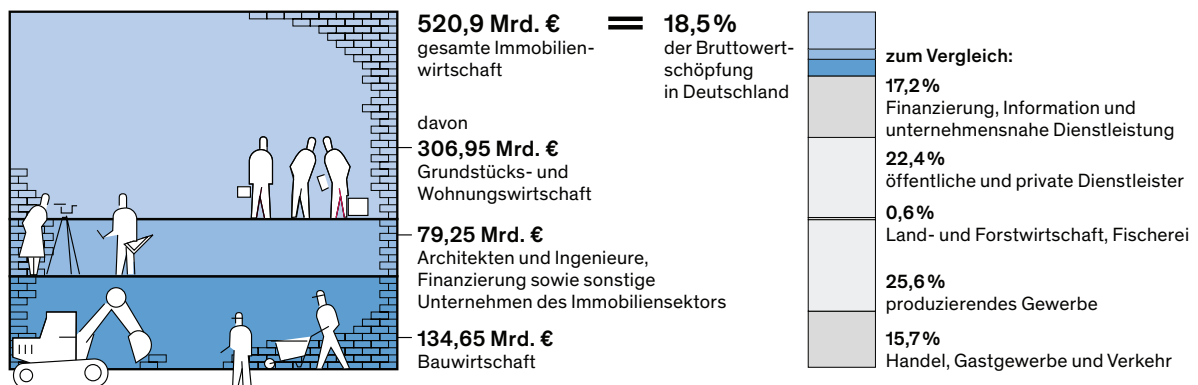 520,9 Mrd. €
gesamte Immobilien-
wirtschaft
=
18,5 %
der Bruttowert-
schöpfung
in Deutschland
davon
306,95 Mrd. €
Grundstücks- und
Wohnungswirtschaft
79,25 Mrd. €
Architekten und Ingenieure,
Finanzierung sowie sonstige
Unternehmen des Immobiliensektors
134,65 Mrd. €
Bauwirtschaft
zum Vergleich:
17,2 %
Finanzierung, Information und
unternehmensnahe Dienstleistung
22,4 %
öffentliche und private Dienstleister
0,6 %
Land- und Forstwirtschaft, Fischerei
25,6 %
produzierendes Gewerbe
15,7 %
Handel, Gastgewerbe und Verkehr